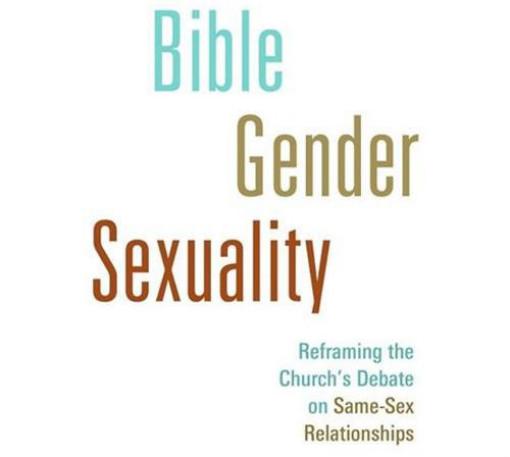 Bible
Gender
Sexuality
Reframing the
Church's Debate
on Same-Sex
Relationships